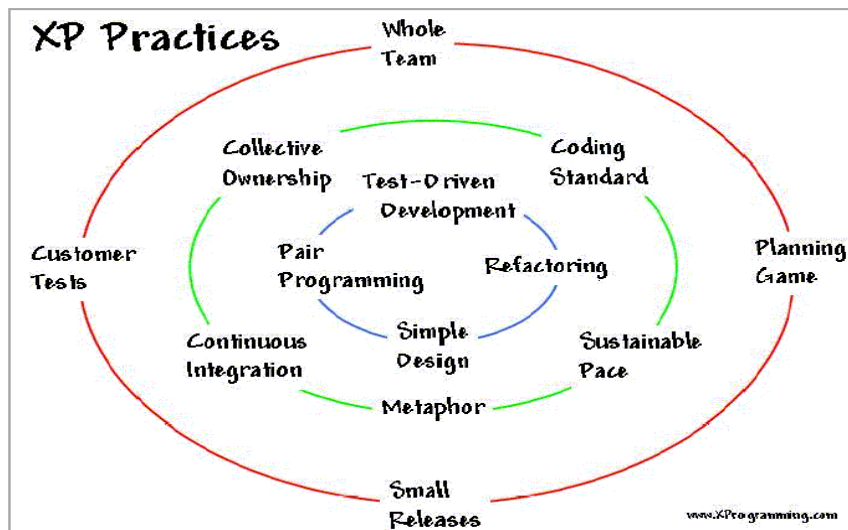 XP Practices
Whole
Team
Collective
Ownership
Coding
Standard
Test-Driven
Development
Customer
Tests
Pair
Programming
Refactoring
Planning
Game
Continuous
Integration
Simple
Design
Sustainable
Pace
Metaphor
Small
Releases
www.XProgramming.com